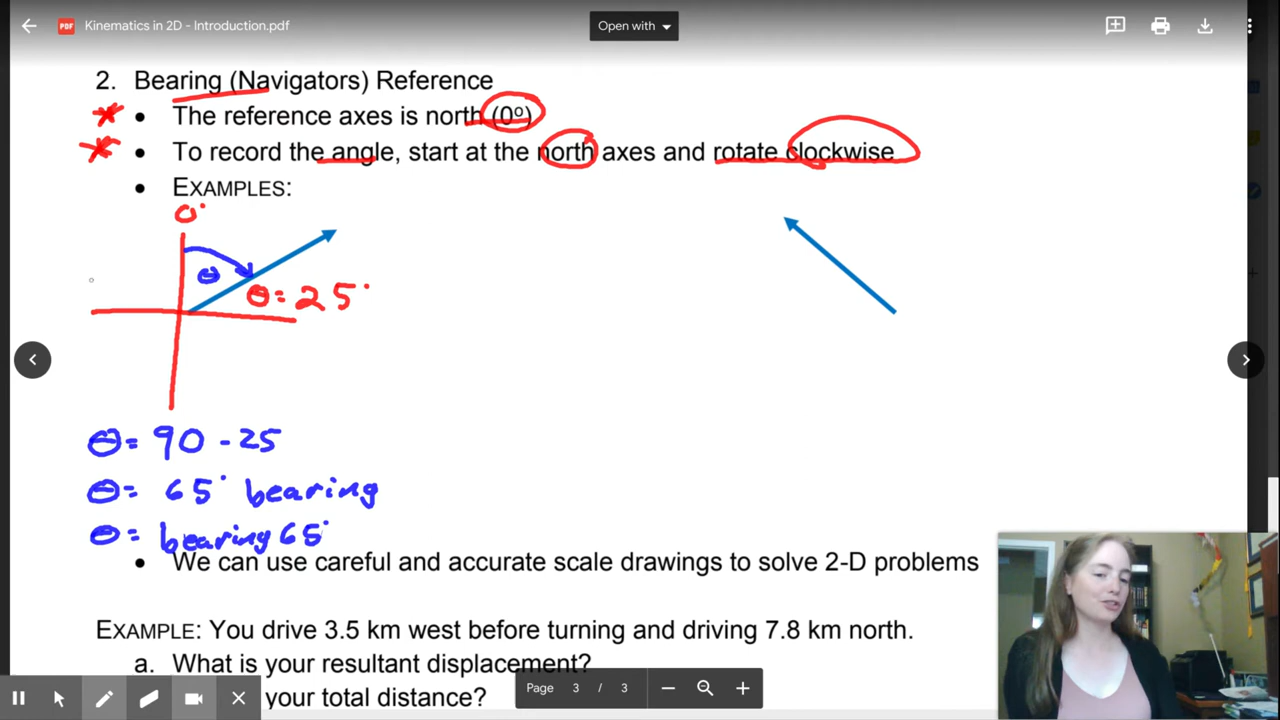 Kinematics in 2D - Introduction.pdf
Open with
2. Bearing (Navigators) Reference
• The reference axes is north (0º)
• To record the angle, start at the north axes and rotate clockwise
• EXAMPLES:
0°
θ
θ = 25°
θ = 90 - 25
θ = 65° bearing
θ = bearing 65°
• We can use careful and accurate scale drawings to solve 2-D problems
EXAMPLE: You drive 3.5 km west before turning and driving 7.8 km north.
a. What is your resultant displacement?
your total distance?
Page 3 / 3